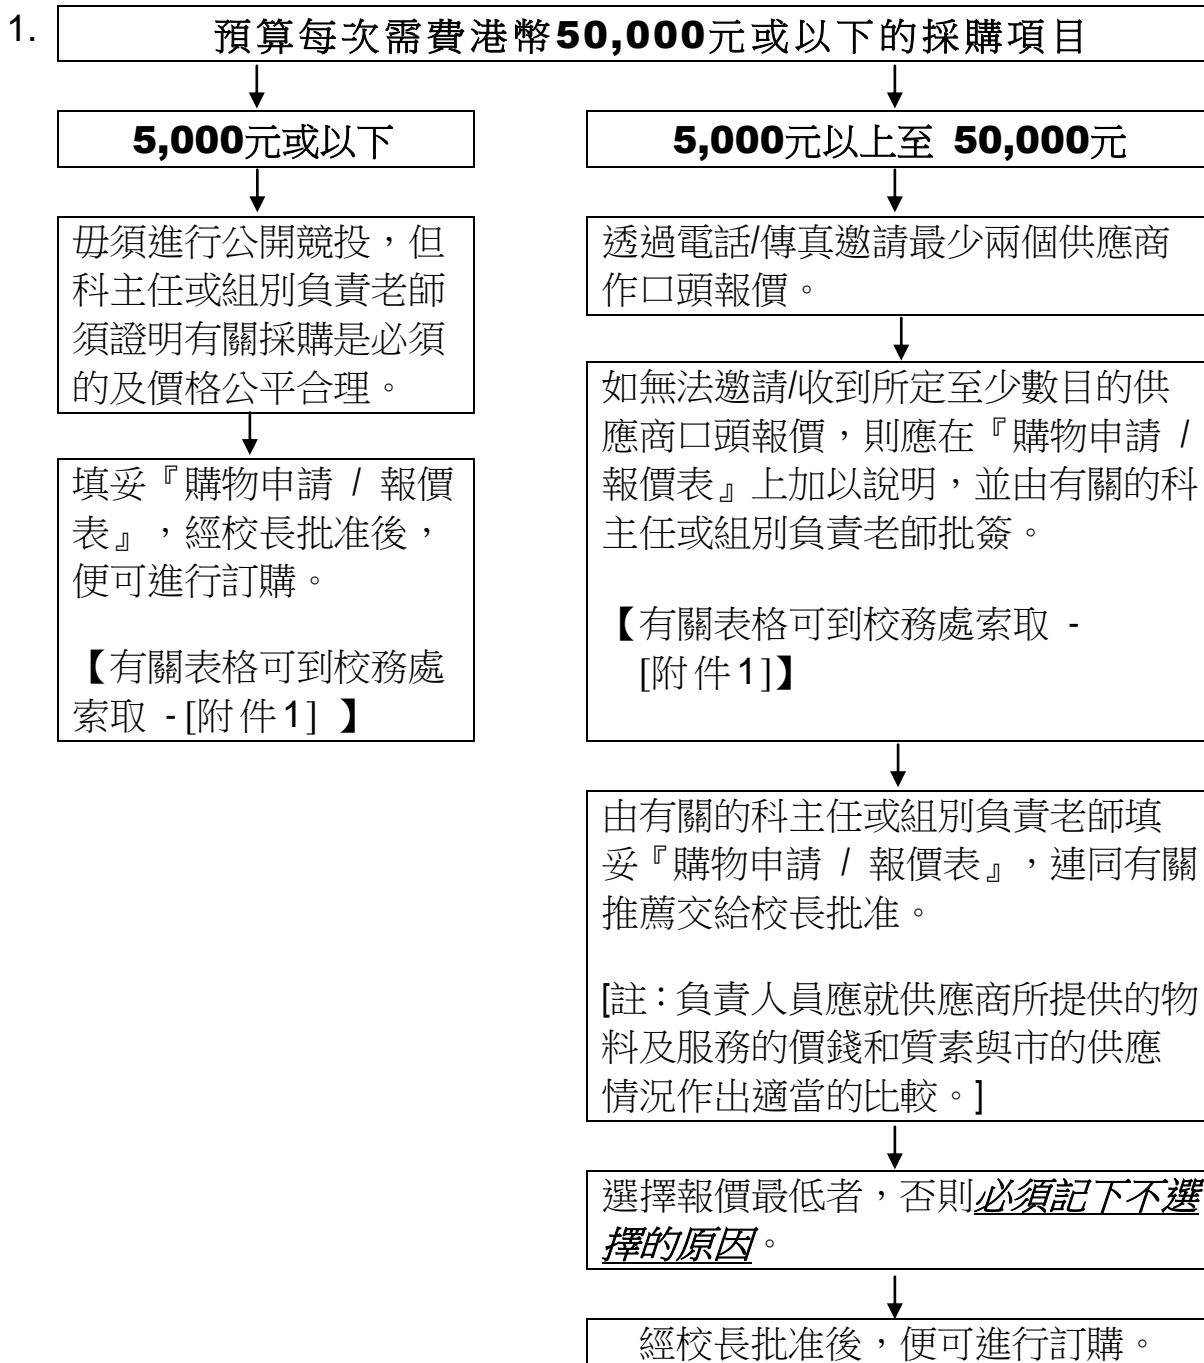 1.
預算每次需費港幣50,000元或以下的採購項目
5,000元或以下
毋須進行公開競投，但
科主任或組別負責老師
須證明有關採購是必須
的及價格公平合理。
填妥『購物申請 / 報價
表』，經校長批准後，
便可進行訂購。
【有關表格可到校務處
索取 -[附件1] 】
5,000元以上至 50,000元
透過電話/傳真邀請最少兩個供應商
作口頭報價。
如無法邀請/收到所定至少數目的供
應商口頭報價，則應在『購物申請 /
報價表』上加以說明，並由有關的科
主任或組別負責老師批簽。
【有關表格可到校務處索取 -
[附件1]】
由有關的科主任或組別負責老師填
妥『購物申請 / 報價表』，連同有關
推薦交給校長批准。
[註：負責人員應就供應商所提供的物
料及服務的價錢和質素與市的供應
情況作出適當的比較。]
選擇報價最低者，否則必須記下不選
擇的原因。
經校長批准後，便可進行訂購。